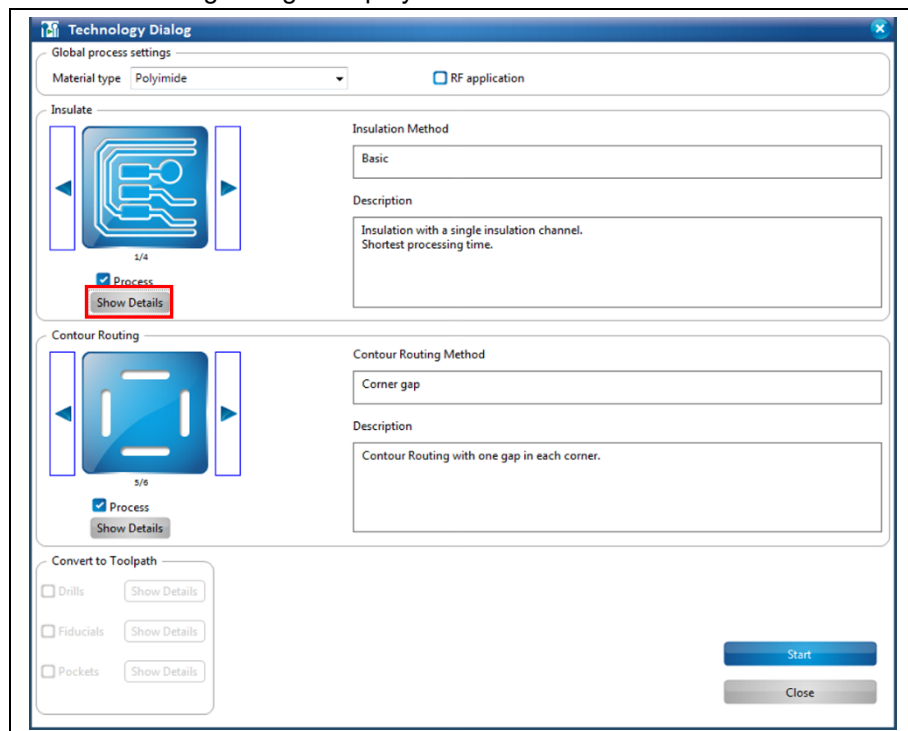 Technology Dialog
Global process settings
Material type Polyimide RF application
Insulate
Insulation Method
Basic
Description
Insulation with a single insulation channel.
Shortest processing time.
1/4
Process
Show Details
Contour Routing
Contour Routing Method
Corner gap
Description
Contour Routing with one gap in each corner.
5/6
Process
Show Details
Convert to Toolpath
Drills Show Details
Fiducials Show Details
Pockets Show Details
Start
Close